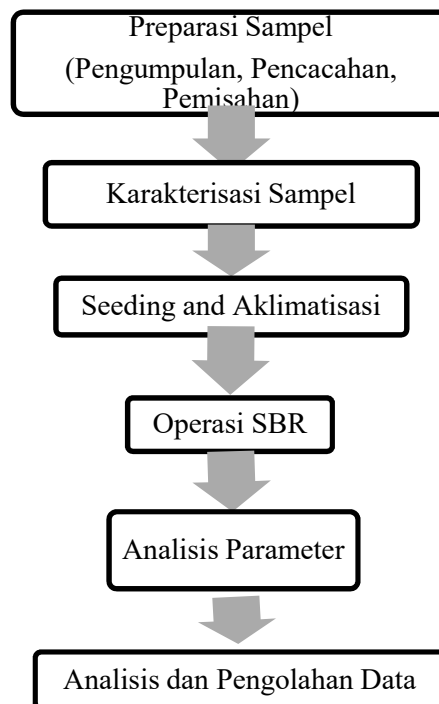 Preparasi Sampel
(Pengumpulan, Pencacahan,
Pemisahan)
Karakterisasi Sampel
Seeding and Aklimatisasi
Operasi SBR
Analisis Parameter
Analisis dan Pengolahan Data